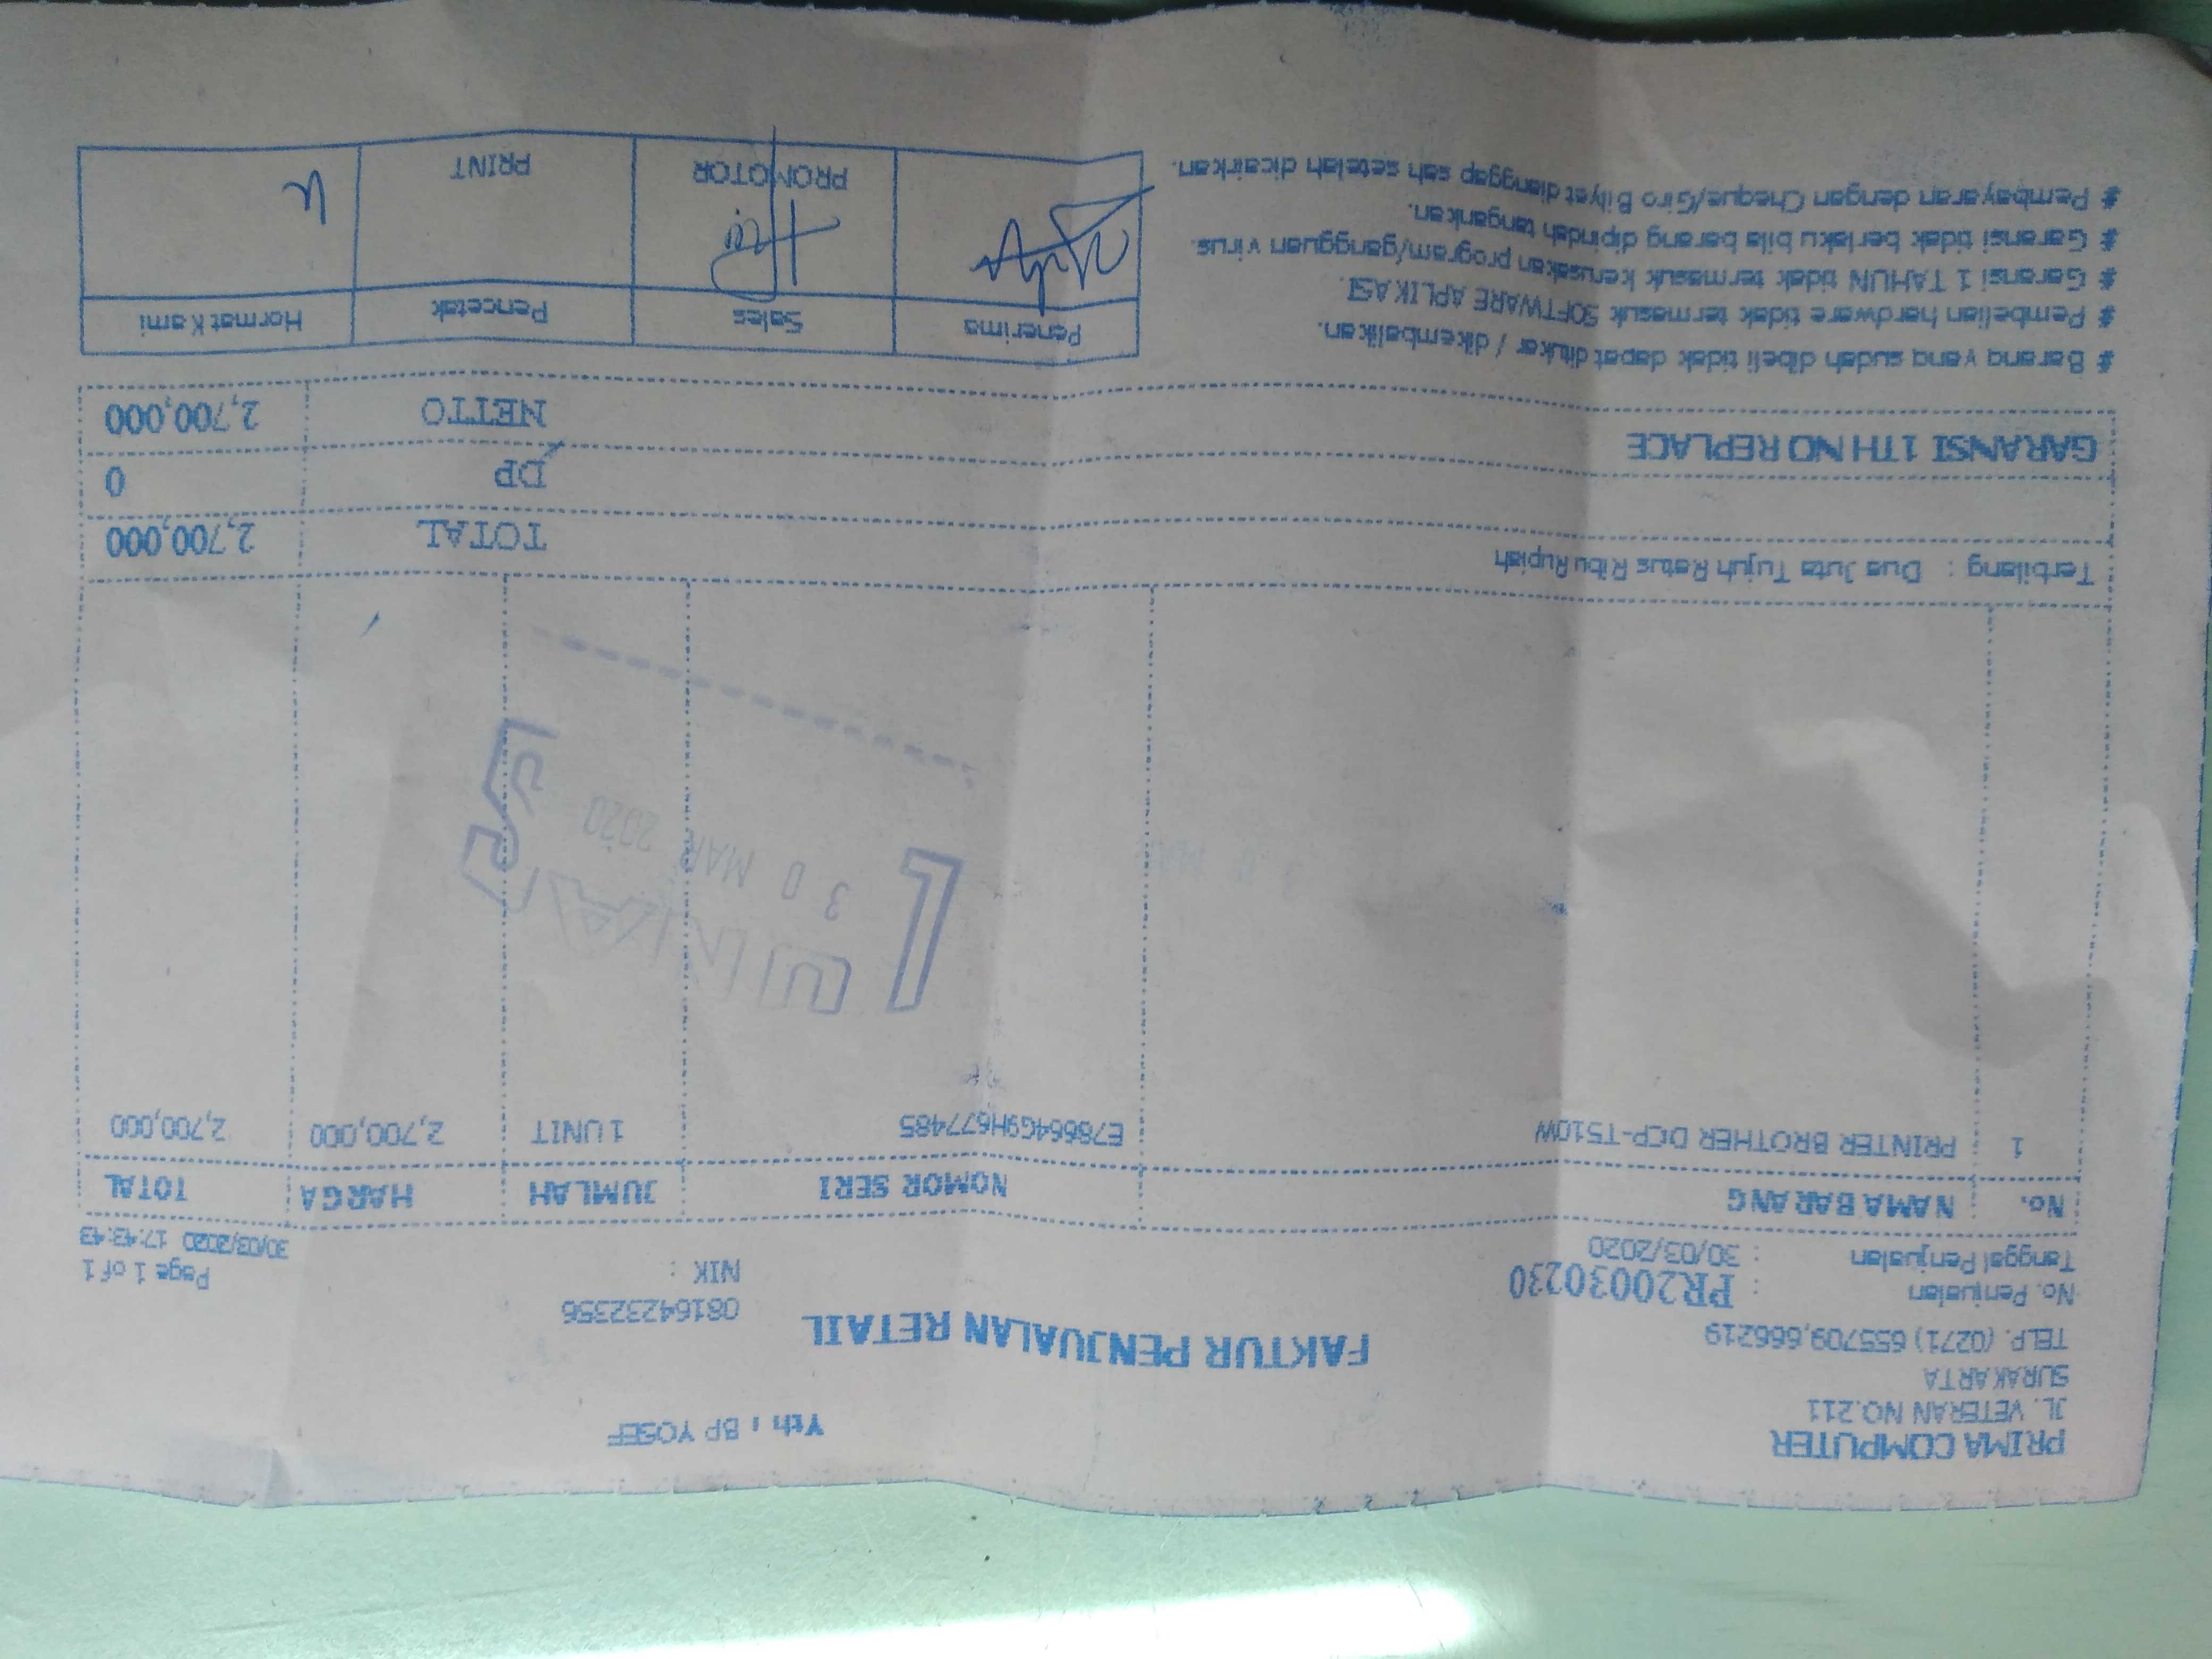 PRIMA COMPUTER
JL. VETERAN NO.211
SURAKARTA
TELP. (0271) 655709,666219
No. Penjualan : PR20030230
Tanggal Penjualan : 30/03/2020
FAKTUR PENJUALAN RETAIL
Yth : BP YOSEF
08164232356
NIK :
Page 1 of 1
30/03/2020 17:43:43
No. NAMA BARANG NOMOR SERI JUMLAH HARGA TOTAL
1 PRINTER BROTHER DCP-T510W E78664G9H677485 1 UNIT 2,700,000 2,700,000
LUNAS
30 MAR 2020
Terbilang : Dua Juta Tujuh Ratus Ribu Rupiah
TOTAL 2,700,000
DP 0
GARANSI 1TH NO REPLACE
NETTO 2,700,000
# Barang yang sudah dibeli tidak dapat ditukar / dikembalikan.
# Pembelian hardware tidak termasuk SOFTWARE APLIKASI.
# Garansi 1 TAHUN tidak termasuk kerusakan program/gangguan virus.
# Garansi tidak berlaku bila barang dipindah tangankan.
# Pembayaran dengan Cheque/Giro Bilyet dianggap sah setelah dicairkan.
Penerima Sales Pencetak Hormat Kami
PROMOTOR PRINT